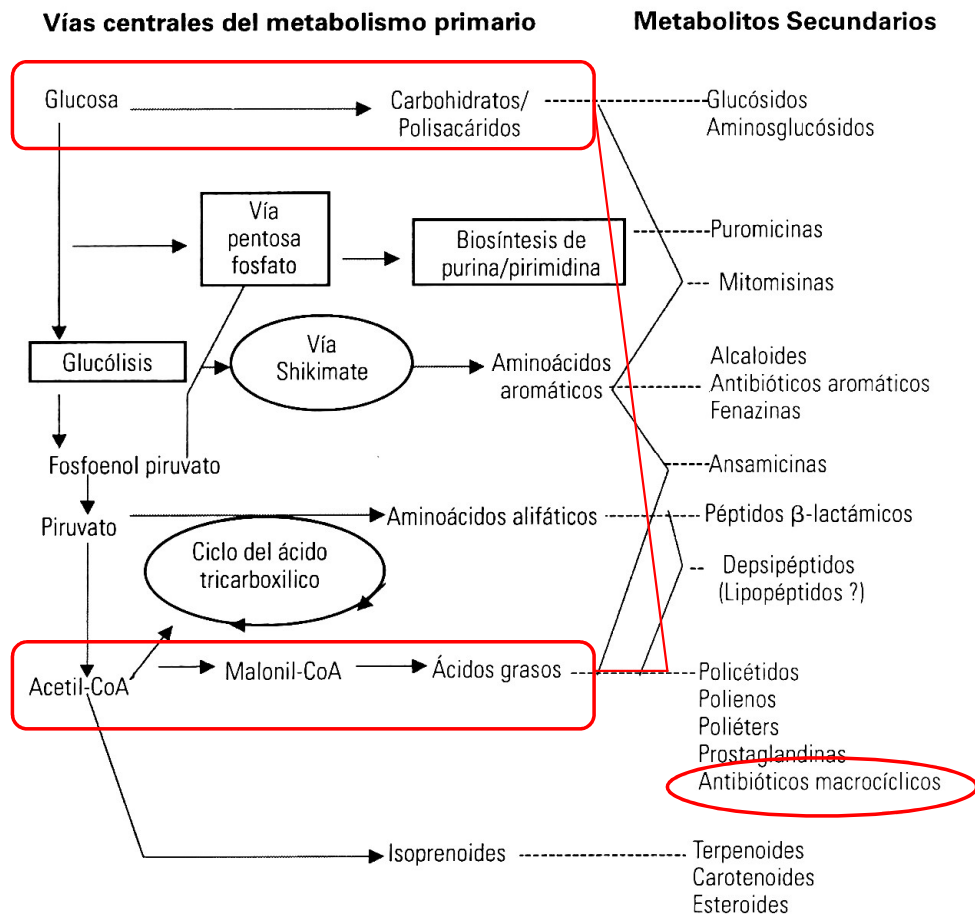 Vías centrales del metabolismo primario
Metabolitos Secundarios
Glucosa
Carbohidratos/
Polisacáridos
Glucósidos
Aminosglucósidos
Vía
pentosa
fosfato
Biosíntesis de
purina/pirimidina
Puromicinas
Mitomisinas
Glucólisis
Vía
Shikimate
Aminoácidos
aromáticos
Alcaloides
Antibióticos aromáticos
Fenazinas
Fosfoenol piruvato
Ansamicinas
Piruvato
Aminoácidos alifáticos
Péptidos β-lactámicos
Ciclo del ácido
tricarboxilico
Depsipéptidos
(Lipopéptidos ?)
Acetil-CoA
Malonil-CoA
Ácidos grasos
Policétidos
Polienos
Poliéters
Prostaglandinas
Antibióticos macrocíclicos
Isoprenoides
Terpenoides
Carotenoides
Esteroides